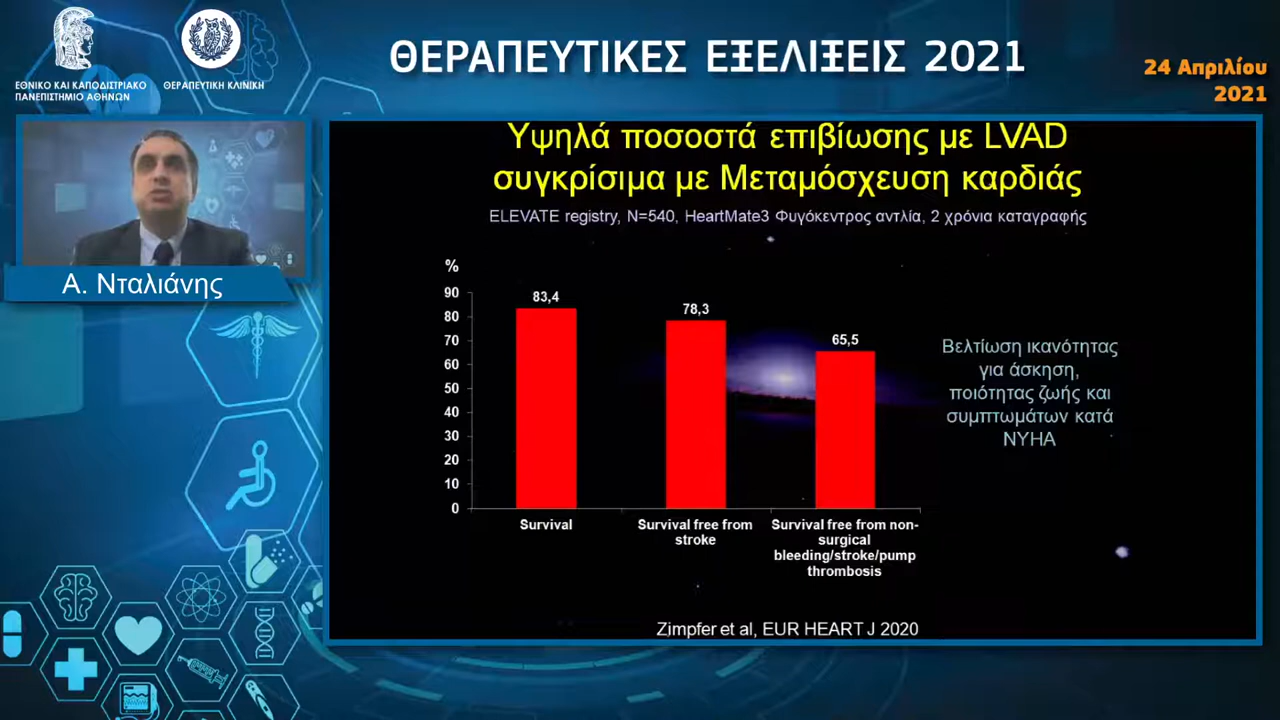 ΕΘΝΙΚΟ ΚΑΙ ΚΑΠΟΔΙΣΤΡΙΑΚΟ
ΠΑΝΕΠΙΣΤΗΜΙΟ ΑΘΗΝΩΝ
ΘΕΡΑΠΕΥΤΙΚΗ ΚΛΙΝΙΚΗ
ΘΕΡΑΠΕΥΤΙΚΕΣ ΕΞΕΛΙΞΕΙΣ 2021
24 Απριλίου
2021
Α. Νταλιάνης
Υψηλά ποσοστά επιβίωσης με LVAD
συγκρίσιμα με Μεταμόσχευση καρδιάς
ELEVATE registry, N=540, HeartMate3 Φυγόκεντρος αντλία, 2 χρόνια καταγραφής
%
90
80
70
60
50
40
30
20
10
0
83,4
78,3
65,5
Survival
Survival free from
stroke
Survival free from non-
surgical
bleeding/stroke/pump
thrombosis
Βελτίωση ικανότητας
για άσκηση,
ποιότητας ζωής και
συμπτωμάτων κατά
NYHA
Zimpfer et al, EUR HEART J 2020